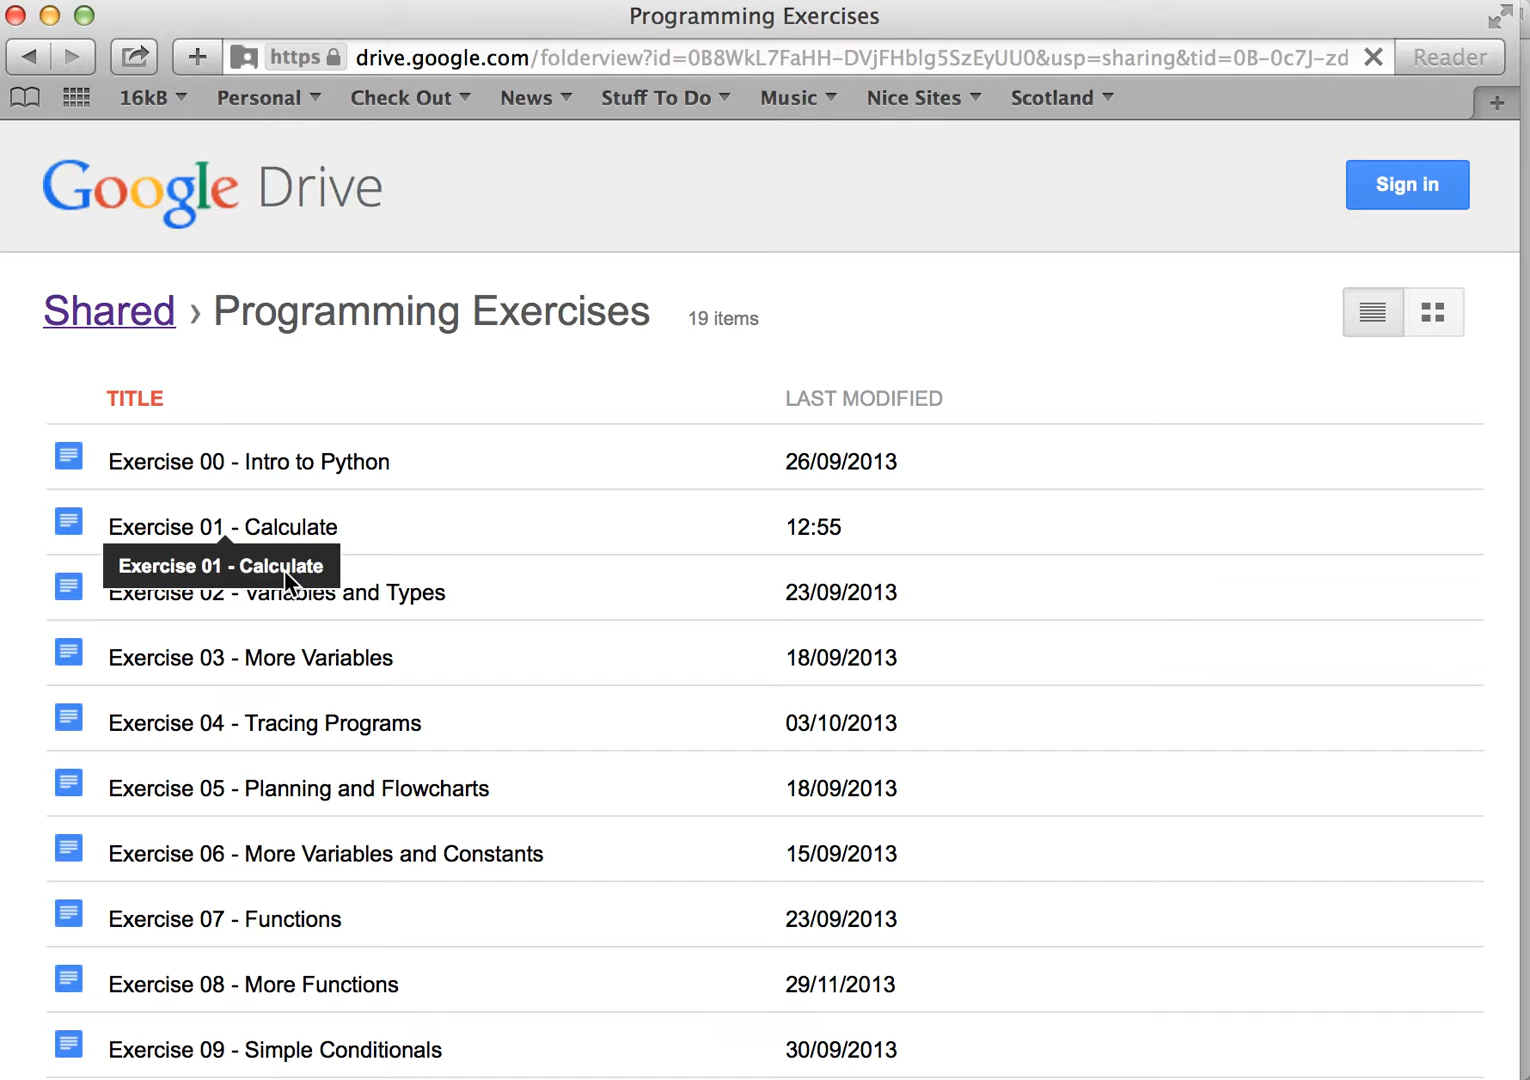 Programming Exercises
https drive.google.com/folderview?id=0B8WkL7FaHH-DVjFHblg5SzEyUU0&usp=sharing&tid=0B-0c7J-zd Reader
16kB Personal Check Out News Stuff To Do Music Nice Sites Scotland
Google Drive
Sign in
Shared › Programming Exercises 19 items
TITLE LAST MODIFIED
Exercise 00 - Intro to Python 26/09/2013
Exercise 01 - Calculate 12:55
Exercise 01 - Calculate
Exercise 02 - Variables and Types 23/09/2013
Exercise 03 - More Variables 18/09/2013
Exercise 04 - Tracing Programs 03/10/2013
Exercise 05 - Planning and Flowcharts 18/09/2013
Exercise 06 - More Variables and Constants 15/09/2013
Exercise 07 - Functions 23/09/2013
Exercise 08 - More Functions 29/11/2013
Exercise 09 - Simple Conditionals 30/09/2013